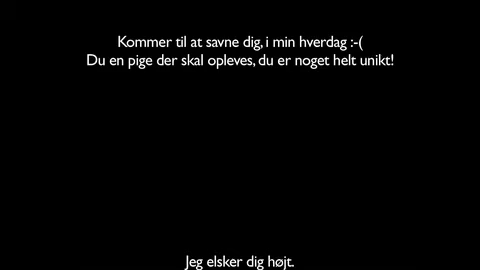 Kommer til at savne dig, i min hverdag :-(
Du en pige der skal opleves, du er noget helt unikt!
Jeg elsker dig højt.